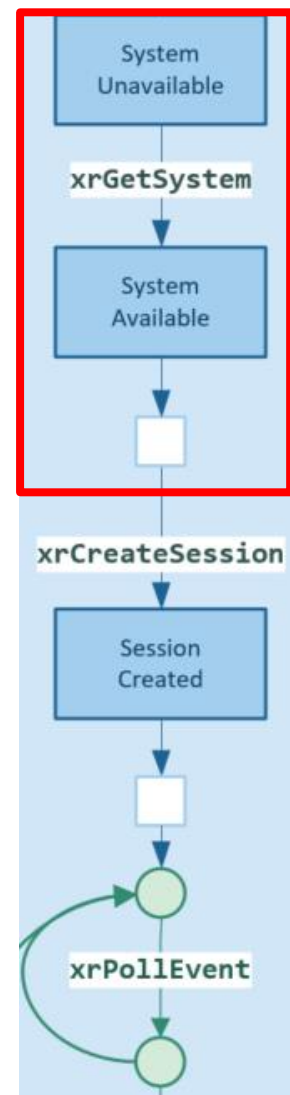 System
Unavailable
xrGetSystem
System
Available
xrCreateSession
Session
Created
xrPollEvent